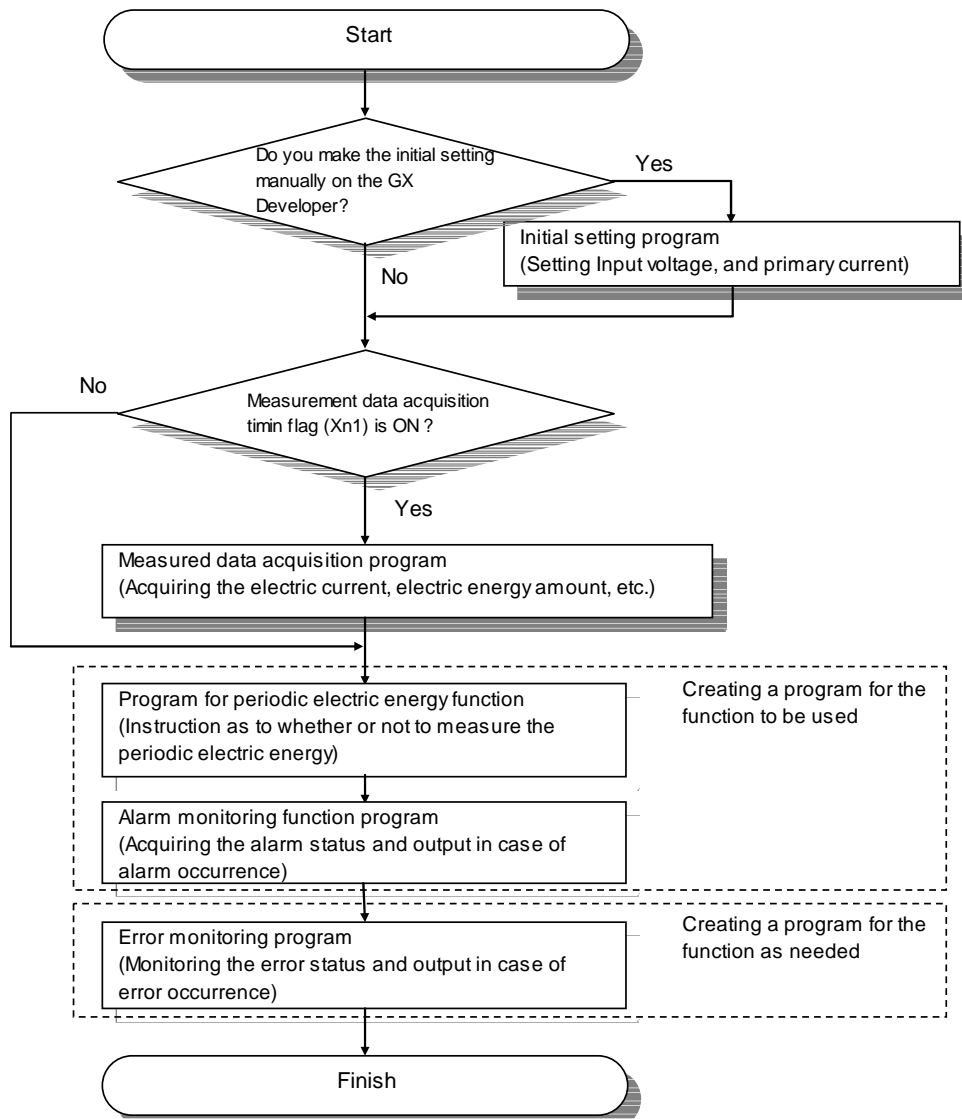 Start
Do you make the initial setting
manually on the GX
Developer?
Yes
Initial setting program
(Setting Input voltage, and primary current)
No
No
Measurement data acquisition
timin flag (Xn1) is ON ?
Yes
Measured data acquisition program
(Acquiring the electric current, electric energy amount, etc.)
Program for periodic electric energy function
(Instruction as to whether or not to measure the
periodic electric energy)
Creating a program for the
function to be used
Alarm monitoring function program
(Acquiring the alarm status and output in case of
alarm occurrence)
Error monitoring program
(Monitoring the error status and output in case of
error occurrence)
Creating a program for the
function as needed
Finish